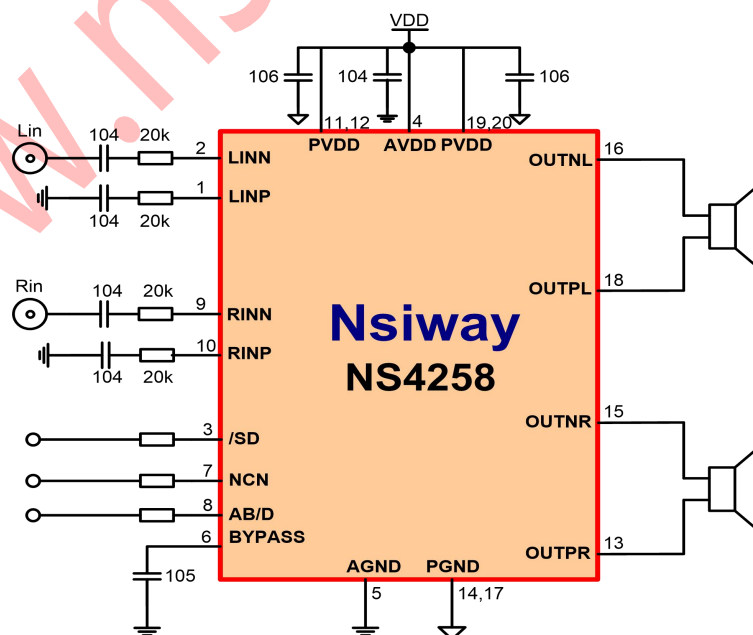 w.ns
VDD
106
104
106
11,12
4
19,20
PVDD
AVDD
PVDD
Lin
104
20k
2
LINN
1
LINP
104
20k
Rin
104
20k
9
RINN
10
RINP
104
20k
3
/SD
7
NCN
8
AB/D
6
BYPASS
105
Nsiway
NS4258
OUTNL
16
OUTPL
18
OUTNR
15
OUTPR
13
AGND
PGND
5
14,17